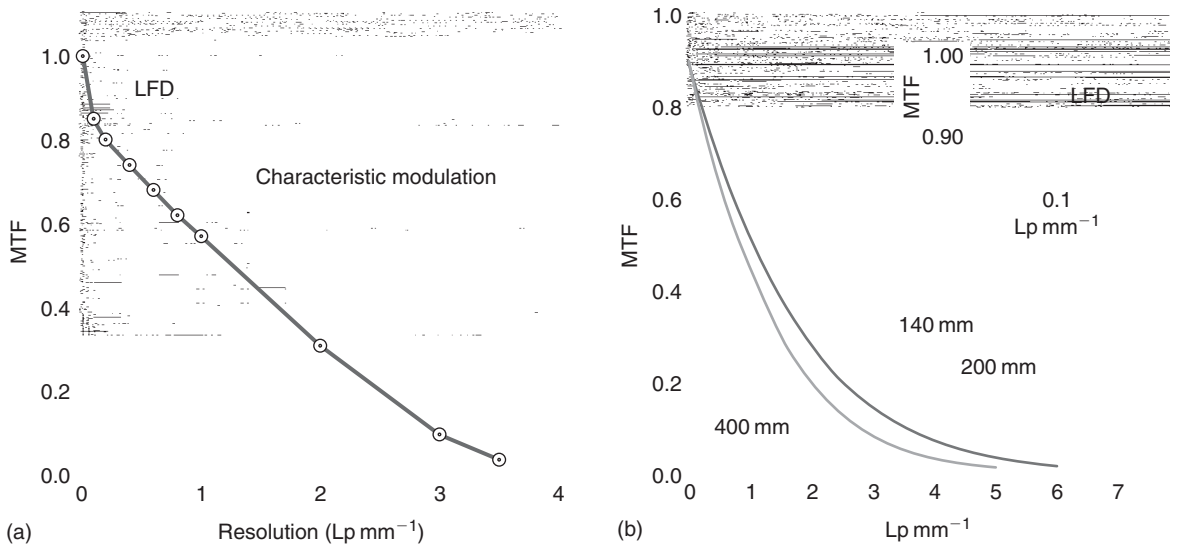 1.0
0.8
0.6
0.4
0.2
0.0
MTF
LFD
Characteristic modulation
0 1 2 3 4
Resolution (Lp mm⁻¹)
(a)
1.0
0.8
0.6
0.4
0.2
0.0
MTF
1.00
MTF
0.90
LFD
0.1
Lp mm⁻¹
140 mm
200 mm
400 mm
0 1 2 3 4 5 6 7
Lp mm⁻¹
(b)